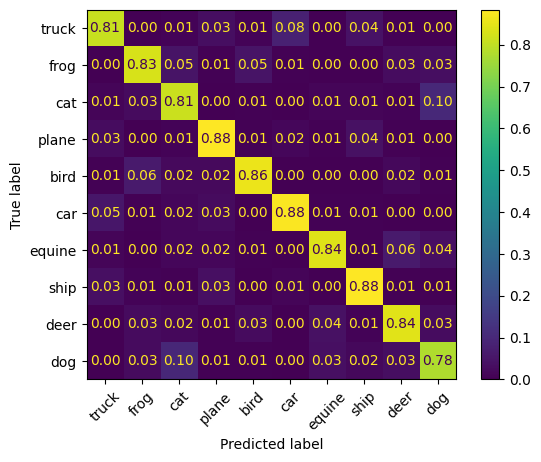 truck 0.81 0.00 0.01 0.03 0.01 0.08 0.00 0.04 0.01 0.00
frog 0.00 0.83 0.05 0.01 0.05 0.01 0.00 0.00 0.03 0.03
cat 0.01 0.03 0.81 0.00 0.01 0.00 0.01 0.01 0.01 0.10
plane 0.03 0.00 0.01 0.88 0.01 0.02 0.01 0.04 0.01 0.00
bird 0.01 0.06 0.02 0.02 0.86 0.00 0.00 0.00 0.02 0.01
car 0.05 0.01 0.02 0.03 0.00 0.88 0.01 0.01 0.00 0.00
equine 0.01 0.00 0.02 0.02 0.01 0.00 0.84 0.01 0.06 0.04
ship 0.03 0.01 0.01 0.03 0.00 0.01 0.00 0.88 0.01 0.01
deer 0.00 0.03 0.02 0.01 0.03 0.00 0.04 0.01 0.84 0.03
dog 0.00 0.03 0.10 0.01 0.01 0.00 0.03 0.02 0.03 0.78
truck frog cat plane bird car equine ship deer dog
Predicted label
True label
0.8
0.7
0.6
0.5
0.4
0.3
0.2
0.1
0.0